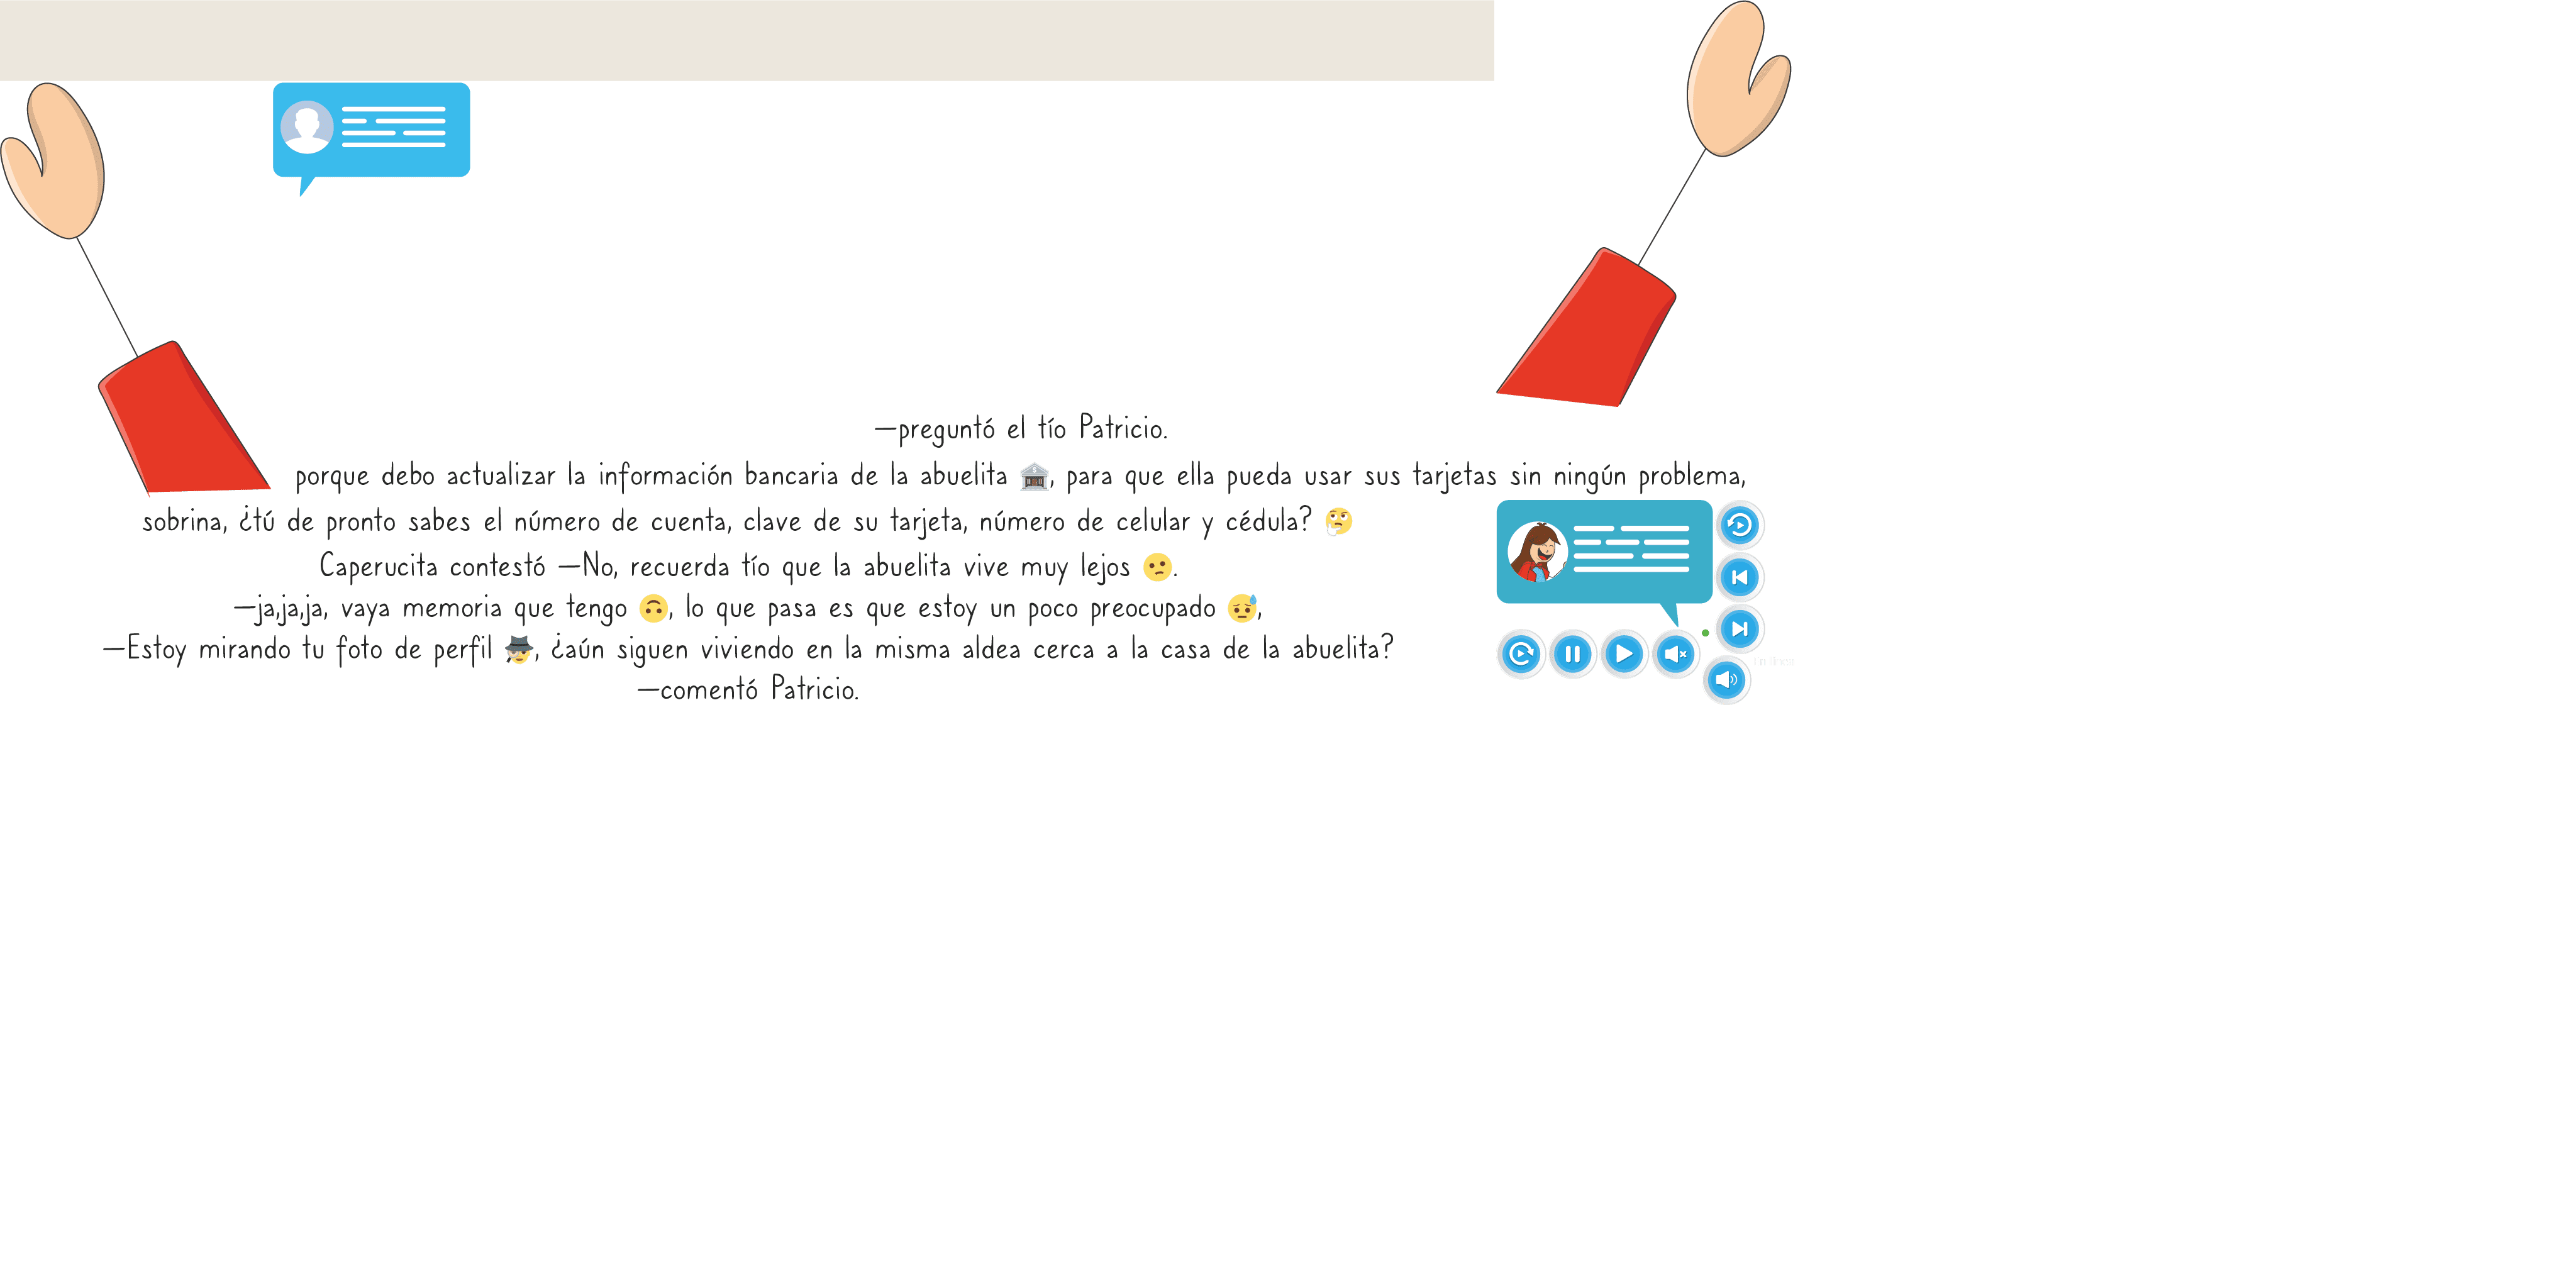 —preguntó el tío Patricio.
porque debo actualizar la información bancaria de la abuelita 🏦, para que ella pueda usar sus tarjetas sin ningún problema,
sobrina, ¿tú de pronto sabes el número de cuenta, clave de su tarjeta, número de celular y cédula? 🤔
Caperucita contestó —No, recuerda tío que la abuelita vive muy lejos 🫤.
—ja,ja,ja, vaya memoria que tengo 🙃, lo que pasa es que estoy un poco preocupado 😓,
—Estoy mirando tu foto de perfil 🕵, ¿aún siguen viviendo en la misma aldea cerca a la casa de la abuelita?
—comentó Patricio.